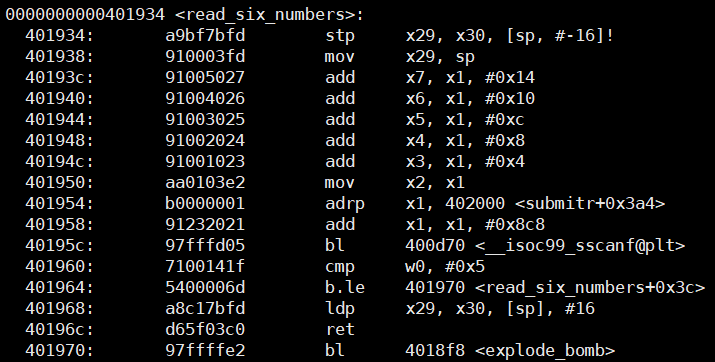 0000000000401934 <read_six_numbers>:
401934: a9bf7bfd stp x29, x30, [sp, #-16]!
401938: 910003fd mov x29, sp
40193c: 91005027 add x7, x1, #0x14
401940: 91004026 add x6, x1, #0x10
401944: 91003025 add x5, x1, #0xc
401948: 91002024 add x4, x1, #0x8
40194c: 91001023 add x3, x1, #0x4
401950: aa0103e2 mov x2, x1
401954: b0000001 adrp x1, 402000 <submitr+0x3a4>
401958: 91232021 add x1, x1, #0x8c8
40195c: 97fffd05 bl 400d70 <__isoc99_sscanf@plt>
401960: 7100141f cmp w0, #0x5
401964: 5400006d b.le 401970 <read_six_numbers+0x3c>
401968: a8c17bfd ldp x29, x30, [sp], #16
40196c: d65f03c0 ret
401970: 97ffffe2 bl 4018f8 <explode_bomb>